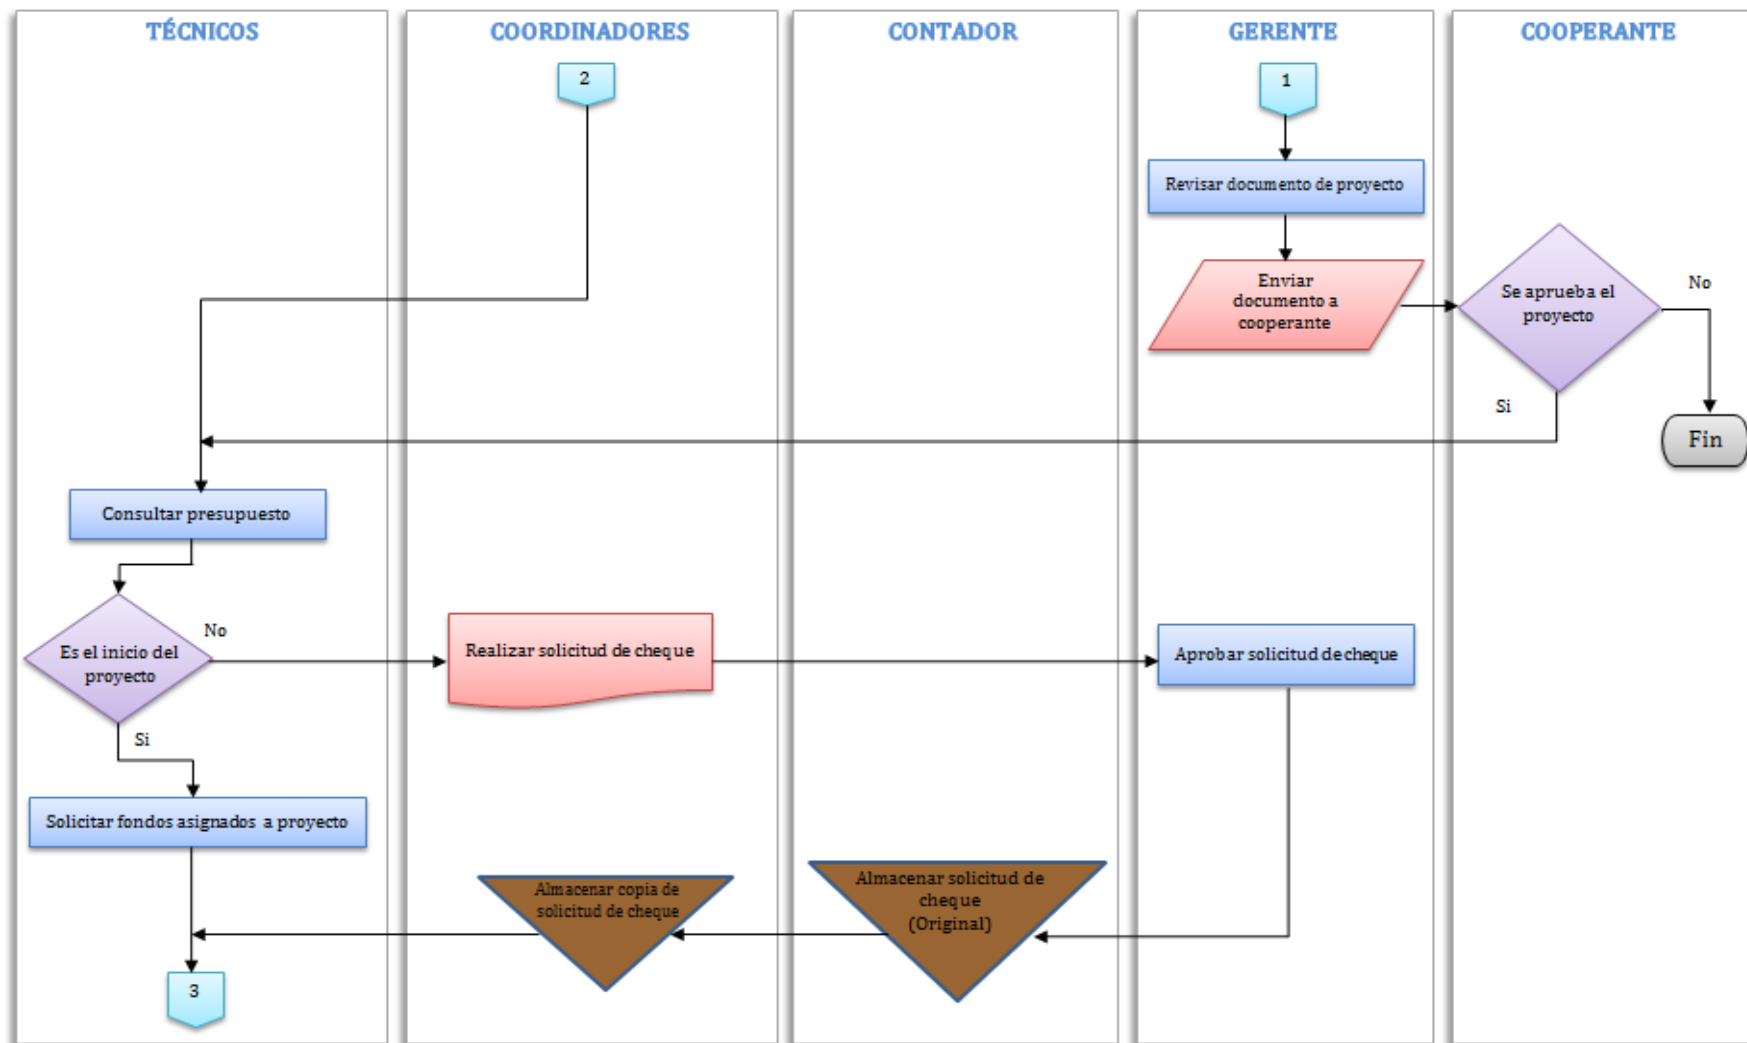 TÉCNICOS
COORDINADORES
CONTADOR
GERENTE
COOPERANTE
2
1
Revisar documento de proyecto
Enviar
documento a
cooperante
Se aprueba el
proyecto
No
Si
Fin
Consultar presupuesto
Es el inicio del
proyecto
No
Realizar solicitud de cheque
Aprobar solicitud de cheque
Si
Solicitar fondos asignados a proyecto
Almacenar copia de
solicitud de cheque
Almacenar solicitud de
cheque
(Original)
3